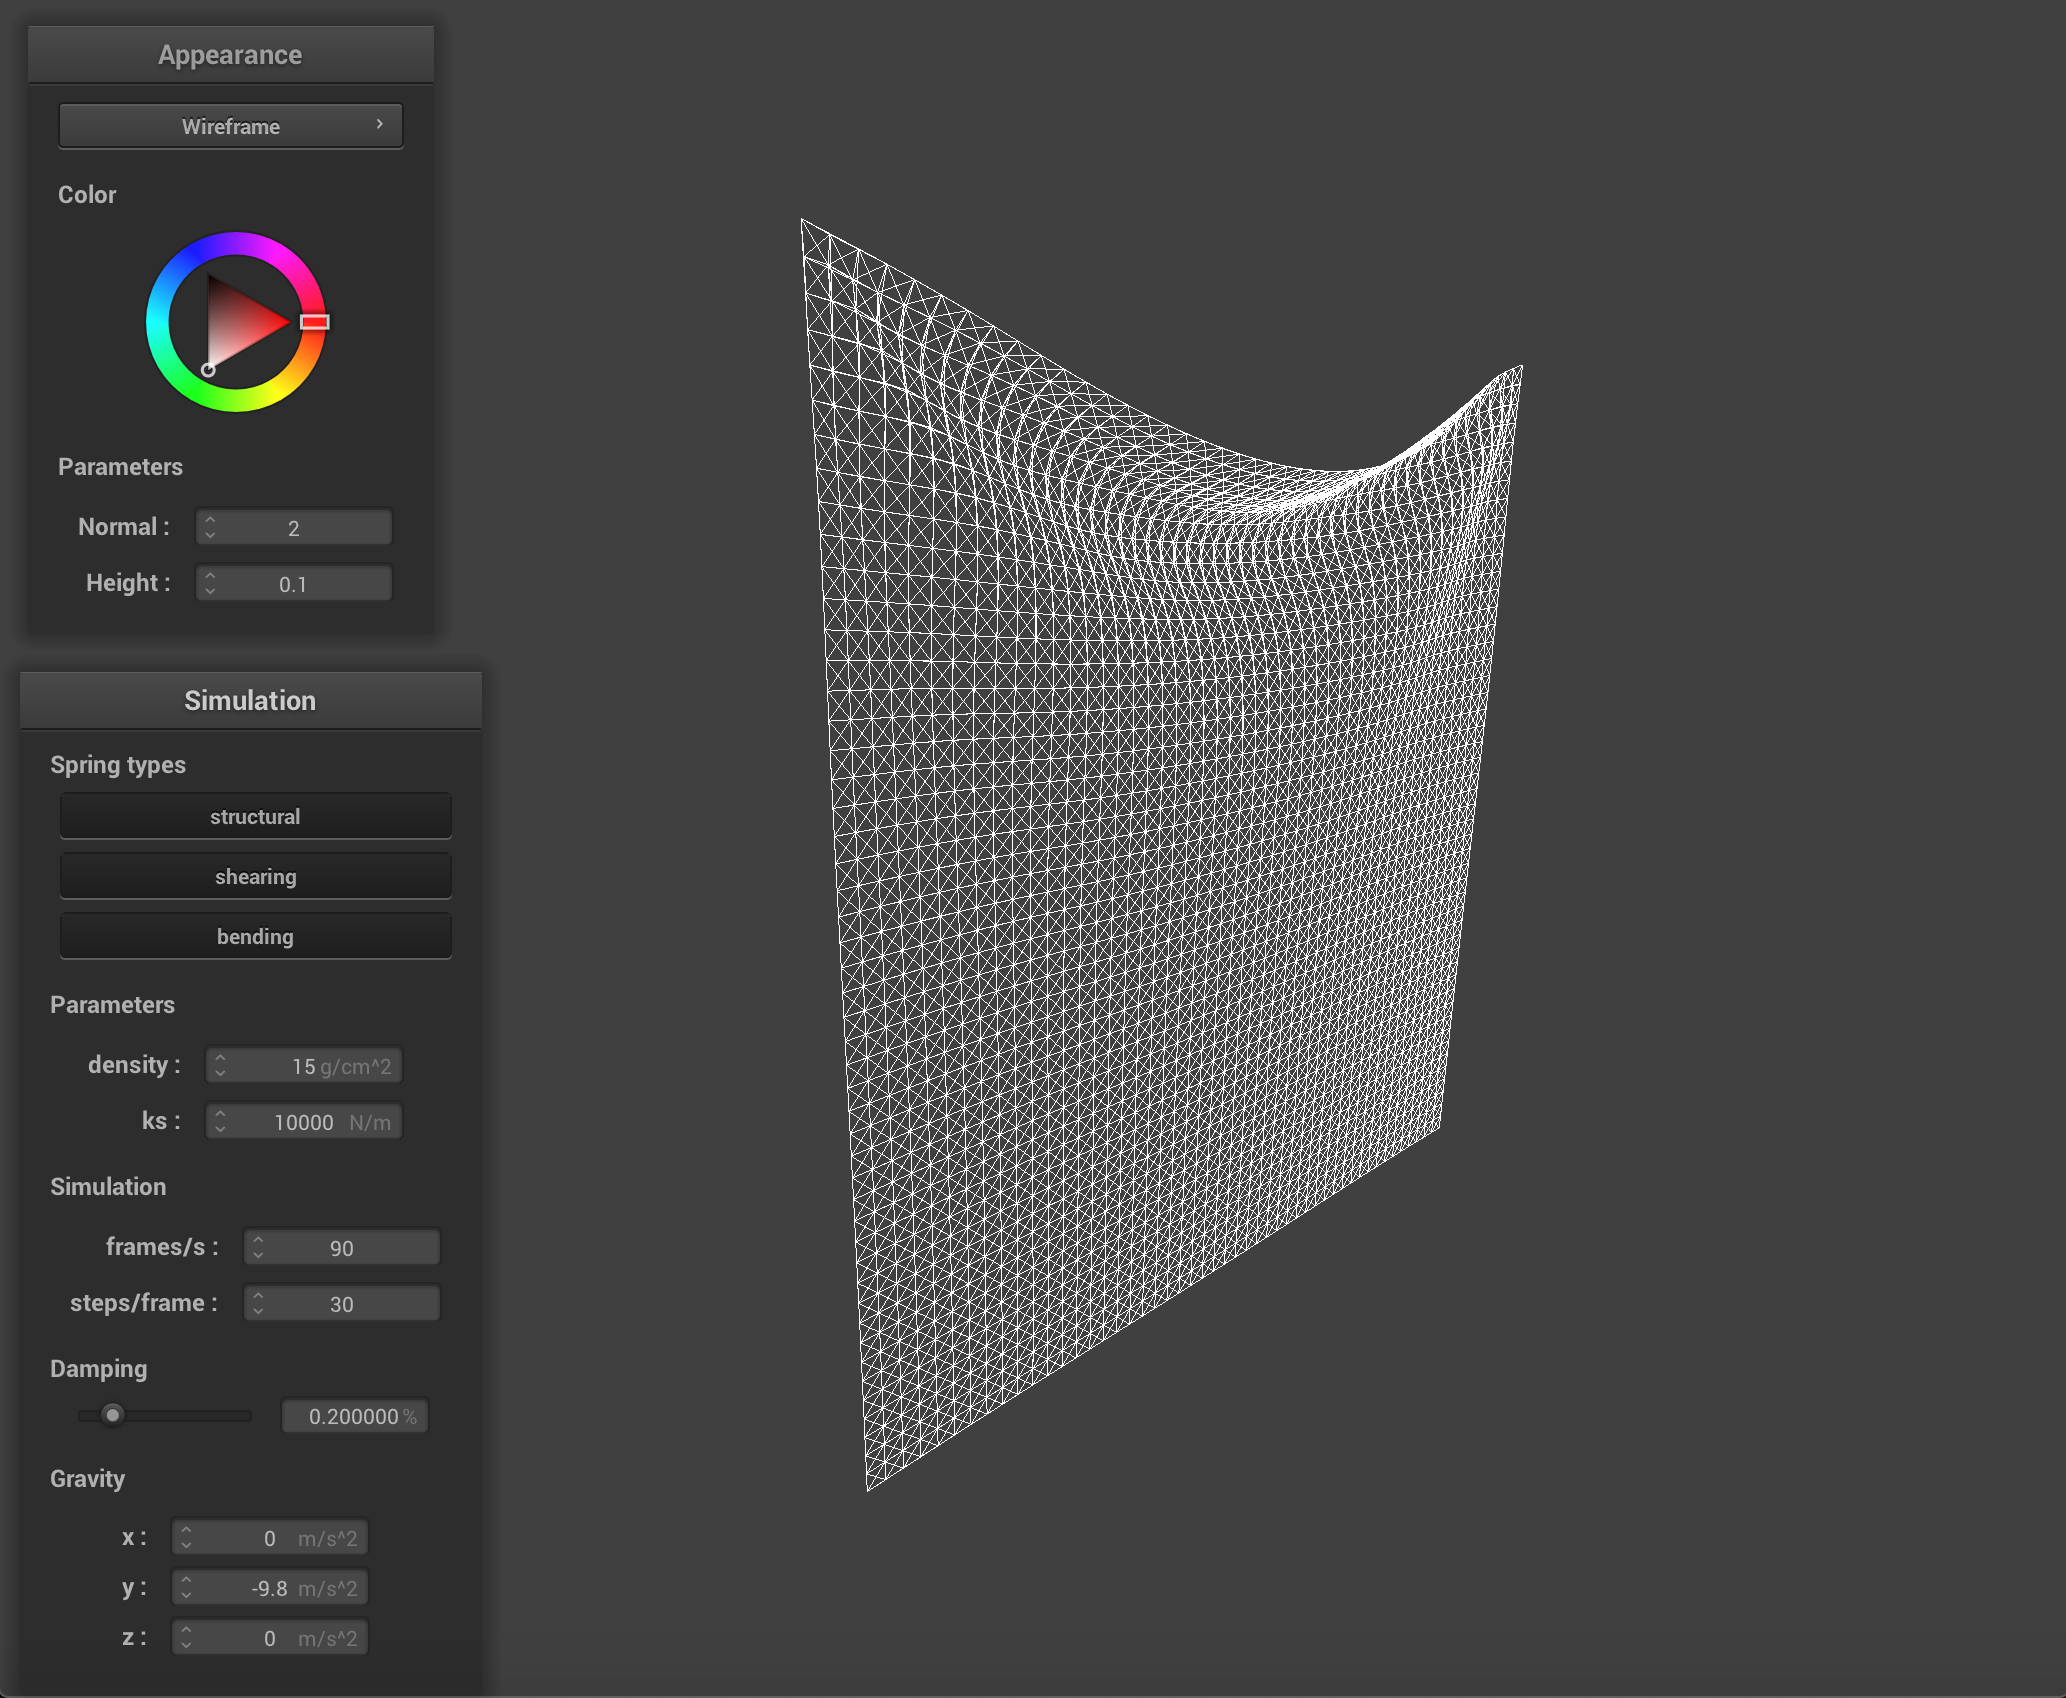 Appearance
Wireframe
Color
Parameters
Normal : 2
Height : 0.1
Simulation
Spring types
structural
shearing
bending
Parameters
density : 15 g/cm^2
ks : 10000 N/m
Simulation
frames/s : 90
steps/frame : 30
Damping
0.200000 %
Gravity
x : 0 m/s^2
y : -9.8 m/s^2
z : 0 m/s^2